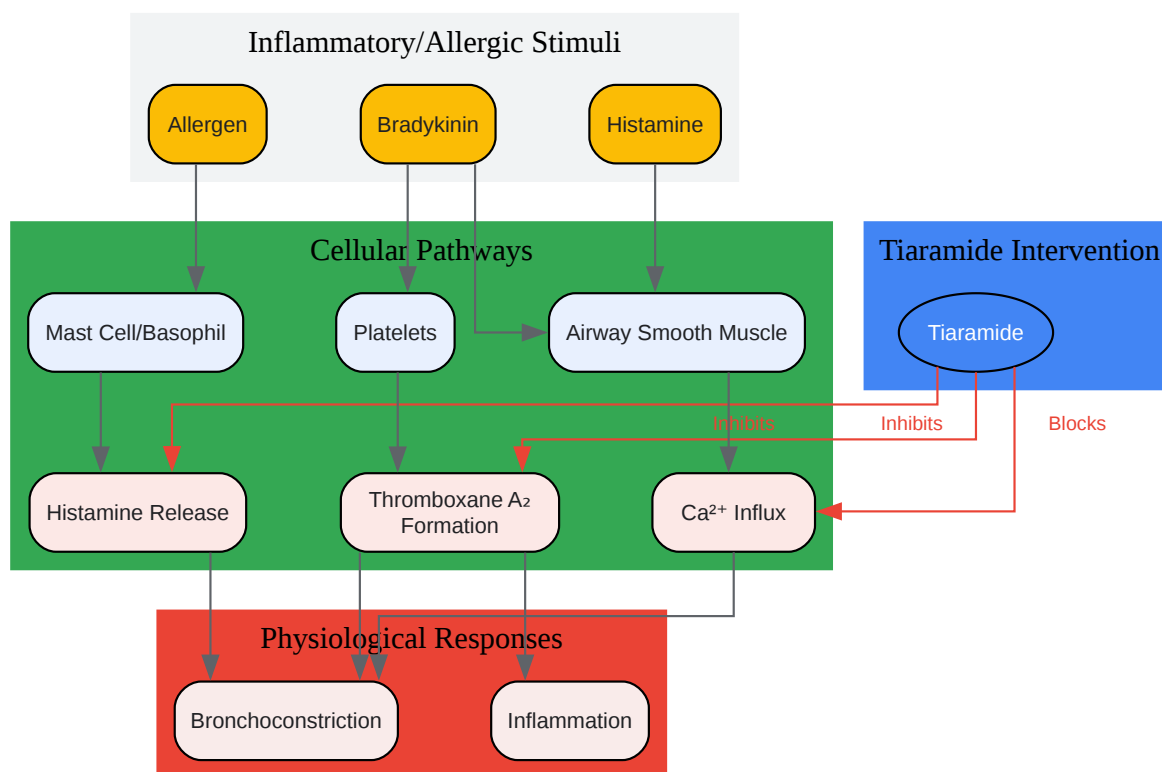 Inflammatory/Allergic Stimuli
Allergen
Bradykinin
Histamine
Cellular Pathways
Tiaramide Intervention
Mast Cell/Basophil
Platelets
Airway Smooth Muscle
Tiaramide
Inhibits
Inhibits
Blocks
Histamine Release
Thromboxane A₂
Formation
Ca²⁺ Influx
Physiological Responses
Bronchoconstriction
Inflammation